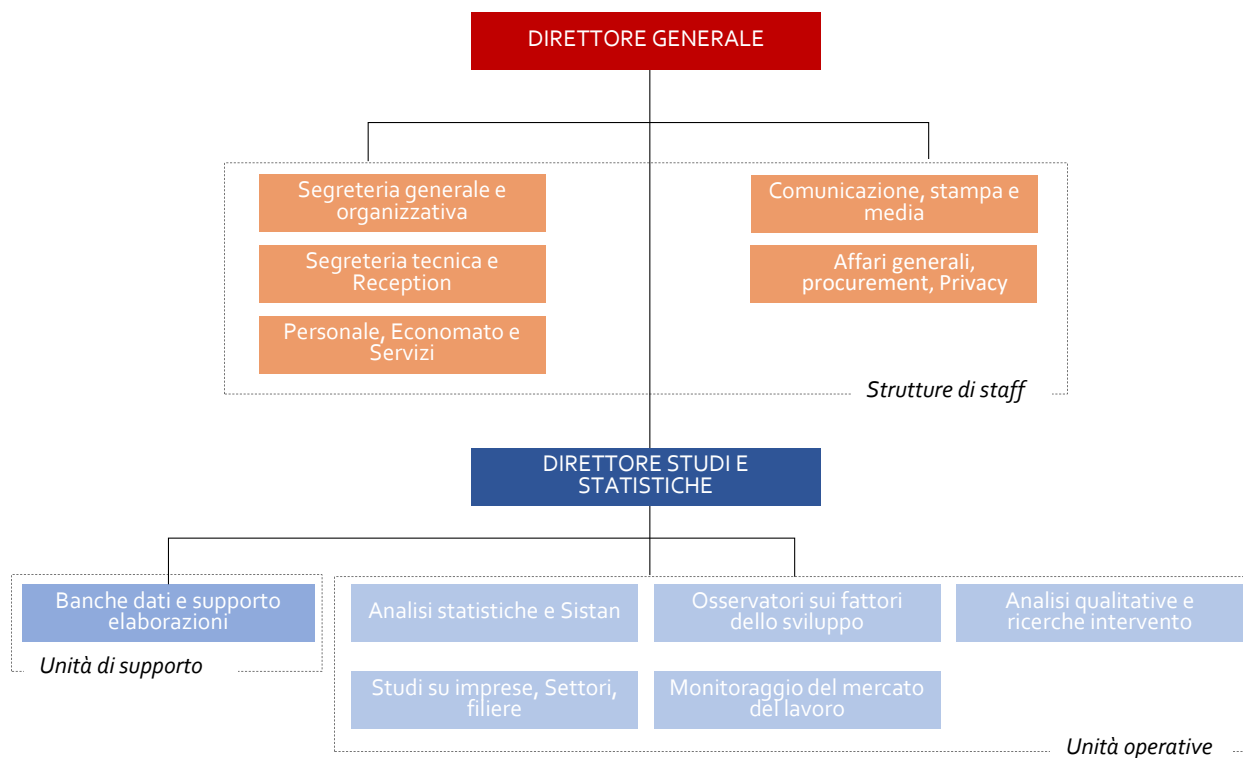 DIRETTORE GENERALE
Segreteria generale e
organizzativa
Comunicazione, stampa e
media
Segreteria tecnica e
Reception
Affari generali,
procurement, Privacy
Personale, Economato e
Servizi
Strutture di staff
DIRETTORE STUDI E
STATISTICHE
Banche dati e supporto
elaborazioni
Unità di supporto
Analisi statistiche e Sistan
Osservatori sui fattori
dello sviluppo
Analisi qualitative e
ricerche intervento
Studi su imprese, Settori,
filiere
Monitoraggio del mercato
del lavoro
Unità operative